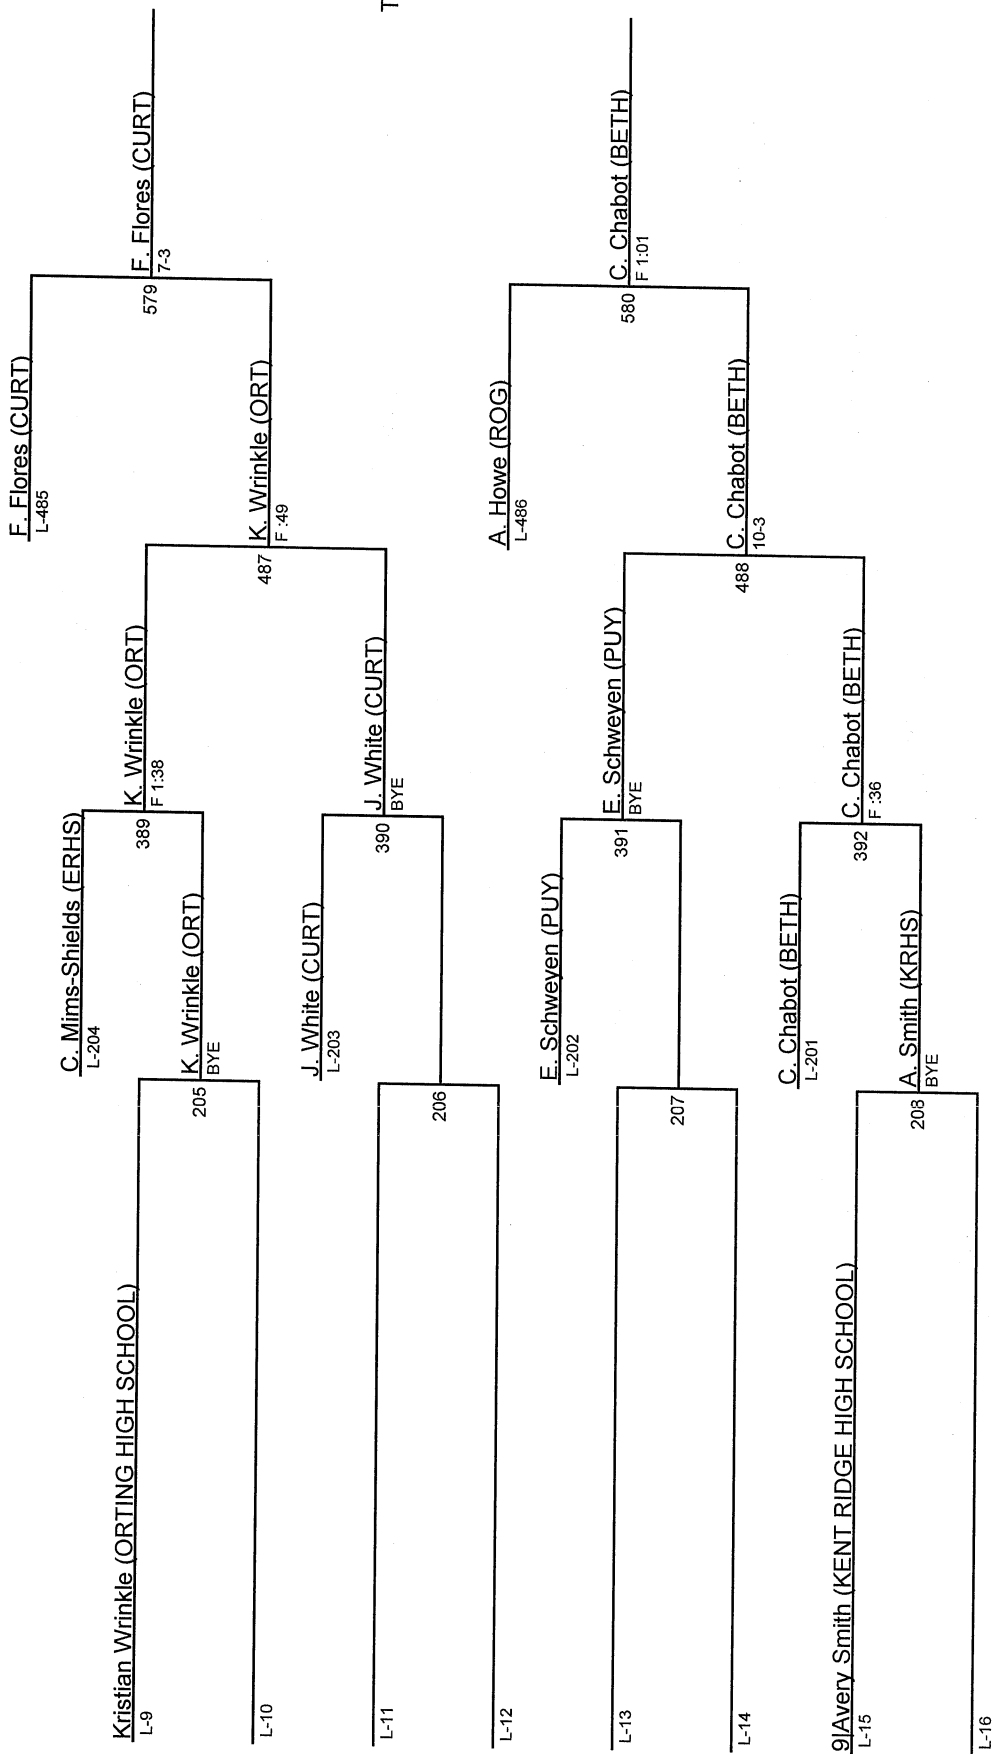 Kristian Wrinkle (ORTING HIGH SCHOOL)
L-9
L-10
L-11
L-12
L-13
L-14
9|Avery Smith (KENT RIDGE HIGH SCHOOL)
L-15
L-16
C. Mims-Shields (ERHS)
L-204
205
K. Wrinkle (ORT)
BYE
J. White (CURT)
L-203
206
E. Schweyen (PUY)
L-202
207
C. Chabot (BETH)
L-201
208
A. Smith (KRHS)
BYE
389
K. Wrinkle (ORT)
F 1:38
390
J. White (CURT)
BYE
391
E. Schweyen (PUY)
BYE
392
C. Chabot (BETH)
F :36
F. Flores (CURT)
L-485
487
K. Wrinkle (ORT)
F :49
A. Howe (ROG)
L-486
488
C. Chabot (BETH)
10-3
579
F. Flores (CURT)
7-3
580
C. Chabot (BETH)
F 1:01
T